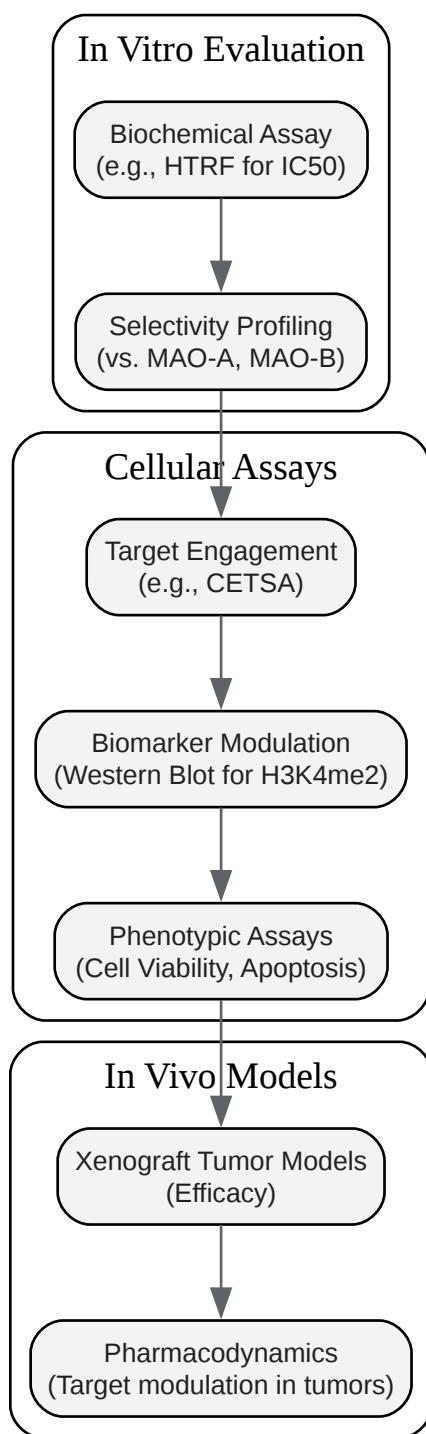 In Vitro Evaluation
Biochemical Assay
(e.g., HTRF for IC50)
Selectivity Profiling
(vs. MAO-A, MAO-B)
Cellular Assays
Target Engagement
(e.g., CETSA)
Biomarker Modulation
(Western Blot for H3K4me2)
Phenotypic Assays
(Cell Viability, Apoptosis)
In Vivo Models
Xenograft Tumor Models
(Efficacy)
Pharmacodynamics
(Target modulation in tumors)